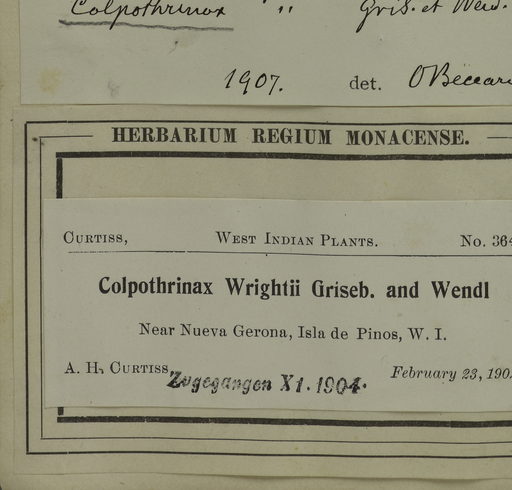 Colpothrinax " Gris. et Wend.
1907. det. OBeccari
HERBARIUM REGIUM MONACENSE.
CURTISS, WEST INDIAN PLANTS. No. 364
Colpothrinax Wrightii Griseb. and Wendl
Near Nueva Gerona, Isla de Pinos, W. I.
A. H. CURTISS, February 23, 190
Zugegangen XI. 1904.